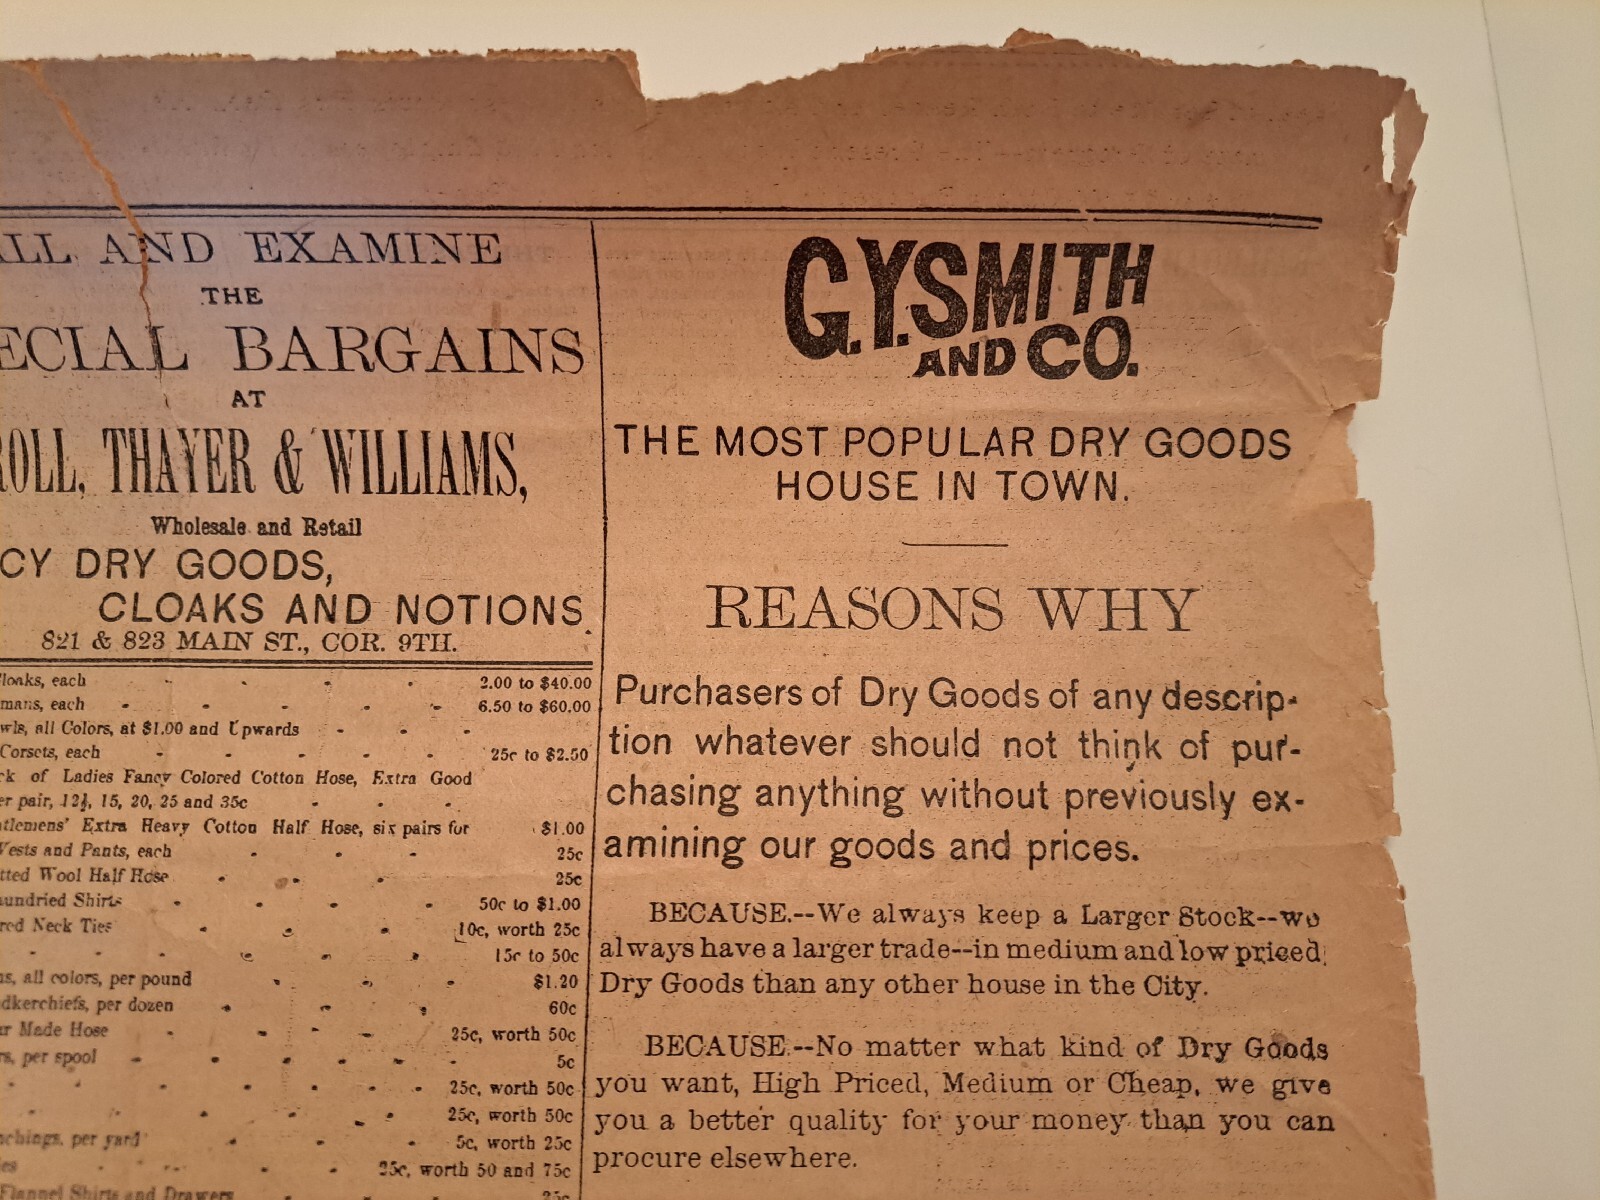 ALL AND EXAMINE
THE
ECIAL BARGAINS
AT
ROLL, THAYER & WILLIAMS,
Wholesale and Retail
CY DRY GOODS,
CLOAKS AND NOTIONS
821 & 823 MAIN ST., COR. 9TH.
loaks, each - - - - 2.00 to $40.00
mans, each - - - - - 6.50 to $60.00
wls, all Colors, at $1.00 and Upwards - - -
Corsets, each - - - - - 25c to $2.50
ck of Ladies Fancy Colored Cotton Hose, Extra Good
er pair, 12½, 15, 20, 25 and 35c - - -
tlemens' Extra Heavy Cotton Half Hose, six pairs for $1.00
Vests and Pants, each - - - 25c
tted Wool Half Hose - - - 25c
undried Shirts - - - - 50c to $1.00
red Neck Ties - - - 10c, worth 25c
- - - - - 15c to 50c
ns, all colors, per pound - - - $1.20
dkerchiefs, per dozen - - - 60c
ar Made Hose - - - 25c, worth 50c
rs, per spool - - - - - - 5c
- - - - - - 25c, worth 50c
- - - - 25c, worth 50c
chings, per yard - - - 5c, worth 25c
es - - - - 25c, worth 50 and 75c
Flannel Shirts and Drawers - - - 25c
G.Y.SMITH
AND CO.
THE MOST POPULAR DRY GOODS
HOUSE IN TOWN.
REASONS WHY
Purchasers of Dry Goods of any descrip-
tion whatever should not think of pur-
chasing anything without previously ex-
amining our goods and prices.
BECAUSE.--We always keep a Larger Stock--we
always have a larger trade--in medium and low priced
Dry Goods than any other house in the City.
BECAUSE.--No matter what kind of Dry Goods
you want, High Priced, Medium or Cheap, we give
you a better quality for your money than you can
procure elsewhere.